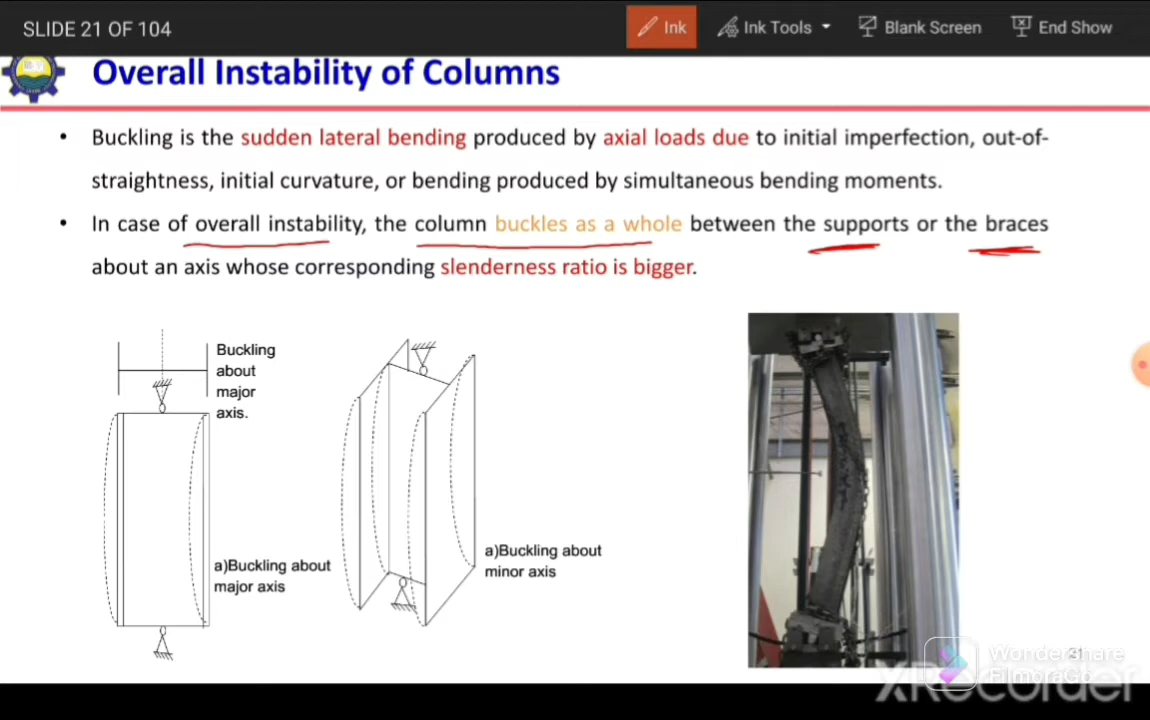 SLIDE 21 OF 104
Ink
Ink Tools
Blank Screen
End Show
Overall Instability of Columns
• Buckling is the sudden lateral bending produced by axial loads due to initial imperfection, out-of-
straightness, initial curvature, or bending produced by simultaneous bending moments.
• In case of overall instability, the column buckles as a whole between the supports or the braces
about an axis whose corresponding slenderness ratio is bigger.
Buckling
about
major
axis.
a)Buckling about
major axis
a)Buckling about
minor axis
21
Wondershare
FilmoraGo
XRecorder